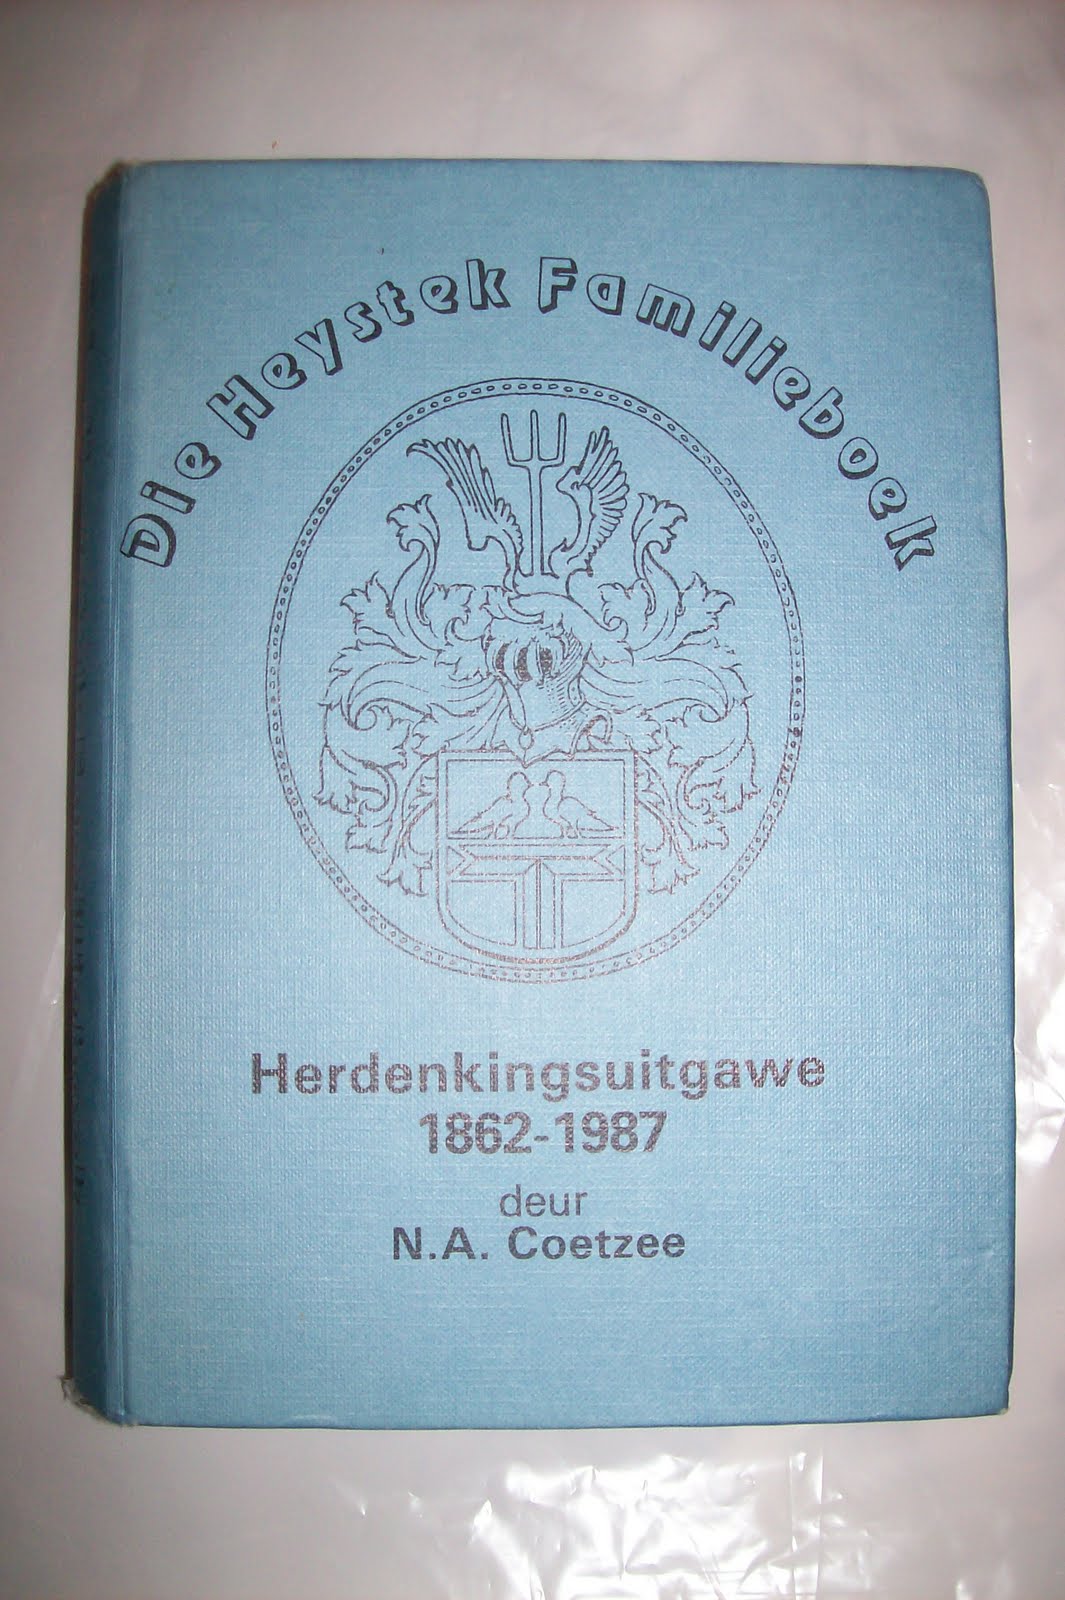 Die Heystek Familieboek
Herdenkingsuitgawe
1862-1987
deur
N.A. Coetzee